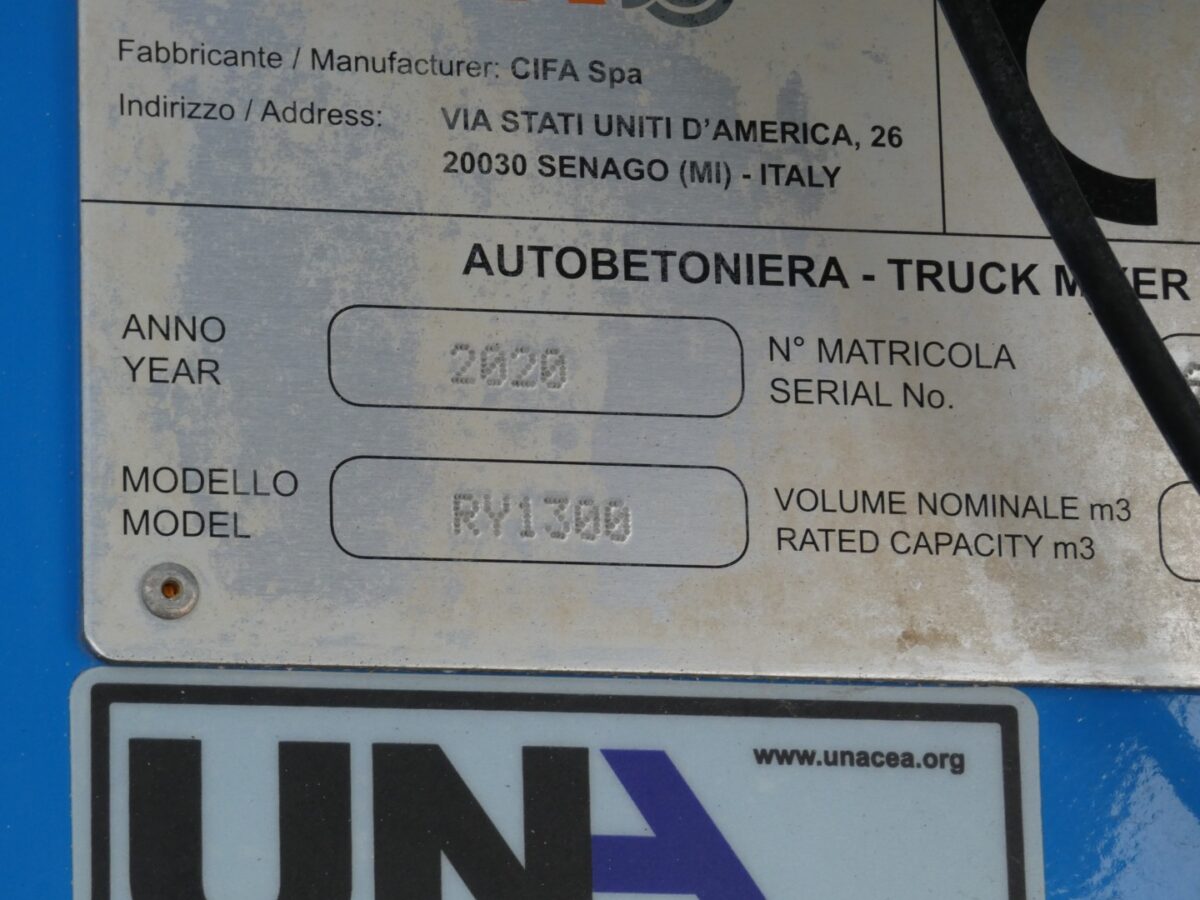 Fabbricante / Manufacturer: CIFA Spa
Indirizzo / Address: VIA STATI UNITI D'AMERICA, 26
20030 SENAGO (MI) - ITALY
AUTOBETONIERA - TRUCK
ANNO
YEAR
2020
N° MATRICOLA
SERIAL No.
MODELLO
MODEL
RY1300
VOLUME NOMINALE m3
RATED CAPACITY m3
www.unacea.org
UNA